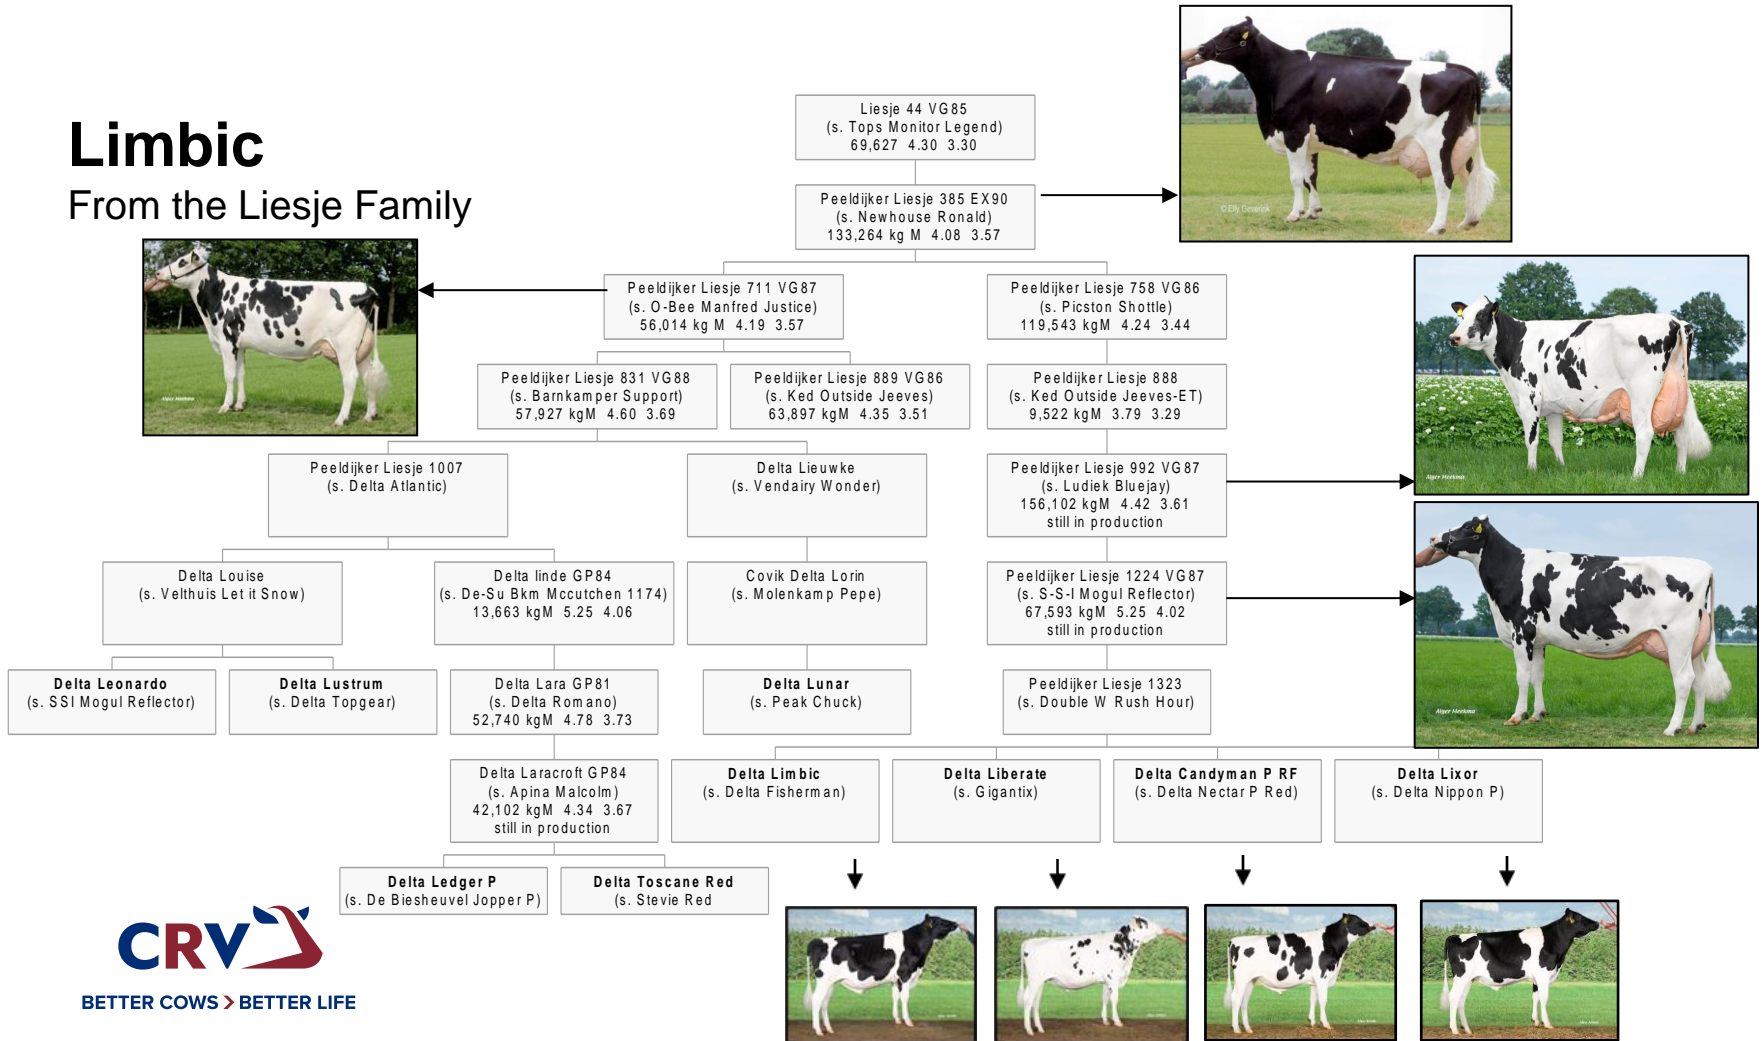 Limbic
From the Liesje Family
Liesje 44 VG85
(s. Tops Monitor Legend)
69,627 4.30 3.30
Peeldijker Liesje 385 EX90
(s. Newhouse Ronald)
133,264 kg M 4.08 3.57
© Elly Geverink
Peeldijker Liesje 711 VG87
(s. O-Bee Manfred Justice)
56,014 kg M 4.19 3.57
Peeldijker Liesje 758 VG86
(s. Picston Shottle)
119,543 kgM 4.24 3.44
Alger Meekma
Peeldijker Liesje 831 VG88
(s. Barnkamper Support)
57,927 kgM 4.60 3.69
Peeldijker Liesje 889 VG86
(s. Ked Outside Jeeves)
63,897 kgM 4.35 3.51
Peeldijker Liesje 888
(s. Ked Outside Jeeves-ET)
9,522 kgM 3.79 3.29
Peeldijker Liesje 1007
(s. Delta Atlantic)
Delta Lieuwke
(s. Vendairy Wonder)
Peeldijker Liesje 992 VG87
(s. Ludiek Bluejay)
156,102 kgM 4.42 3.61
still in production
Alger Meekma
Delta Louise
(s. Velthuis Let it Snow)
Delta linde GP84
(s. De-Su Bkm Mccutchen 1174)
13,663 kgM 5.25 4.06
Covik Delta Lorin
(s. Molenkamp Pepe)
Peeldijker Liesje 1224 VG87
(s. S-S-I Mogul Reflector)
67,593 kgM 5.25 4.02
still in production
Alger Meekma
Delta Leonardo
(s. SSI Mogul Reflector)
Delta Lustrum
(s. Delta Topgear)
Delta Lara GP81
(s. Delta Romano)
52,740 kgM 4.78 3.73
Delta Lunar
(s. Peak Chuck)
Peeldijker Liesje 1323
(s. Double W Rush Hour)
Delta Laracroft GP84
(s. Apina Malcolm)
42,102 kgM 4.34 3.67
still in production
Delta Limbic
(s. Delta Fisherman)
Delta Liberate
(s. Gigantix)
Delta Candyman P RF
(s. Delta Nectar P Red)
Delta Lixor
(s. Delta Nippon P)
Delta Ledger P
(s. De Biesheuvel Jopper P)
Delta Toscane Red
(s. Stevie Red
CRV
BETTER COWS > BETTER LIFE